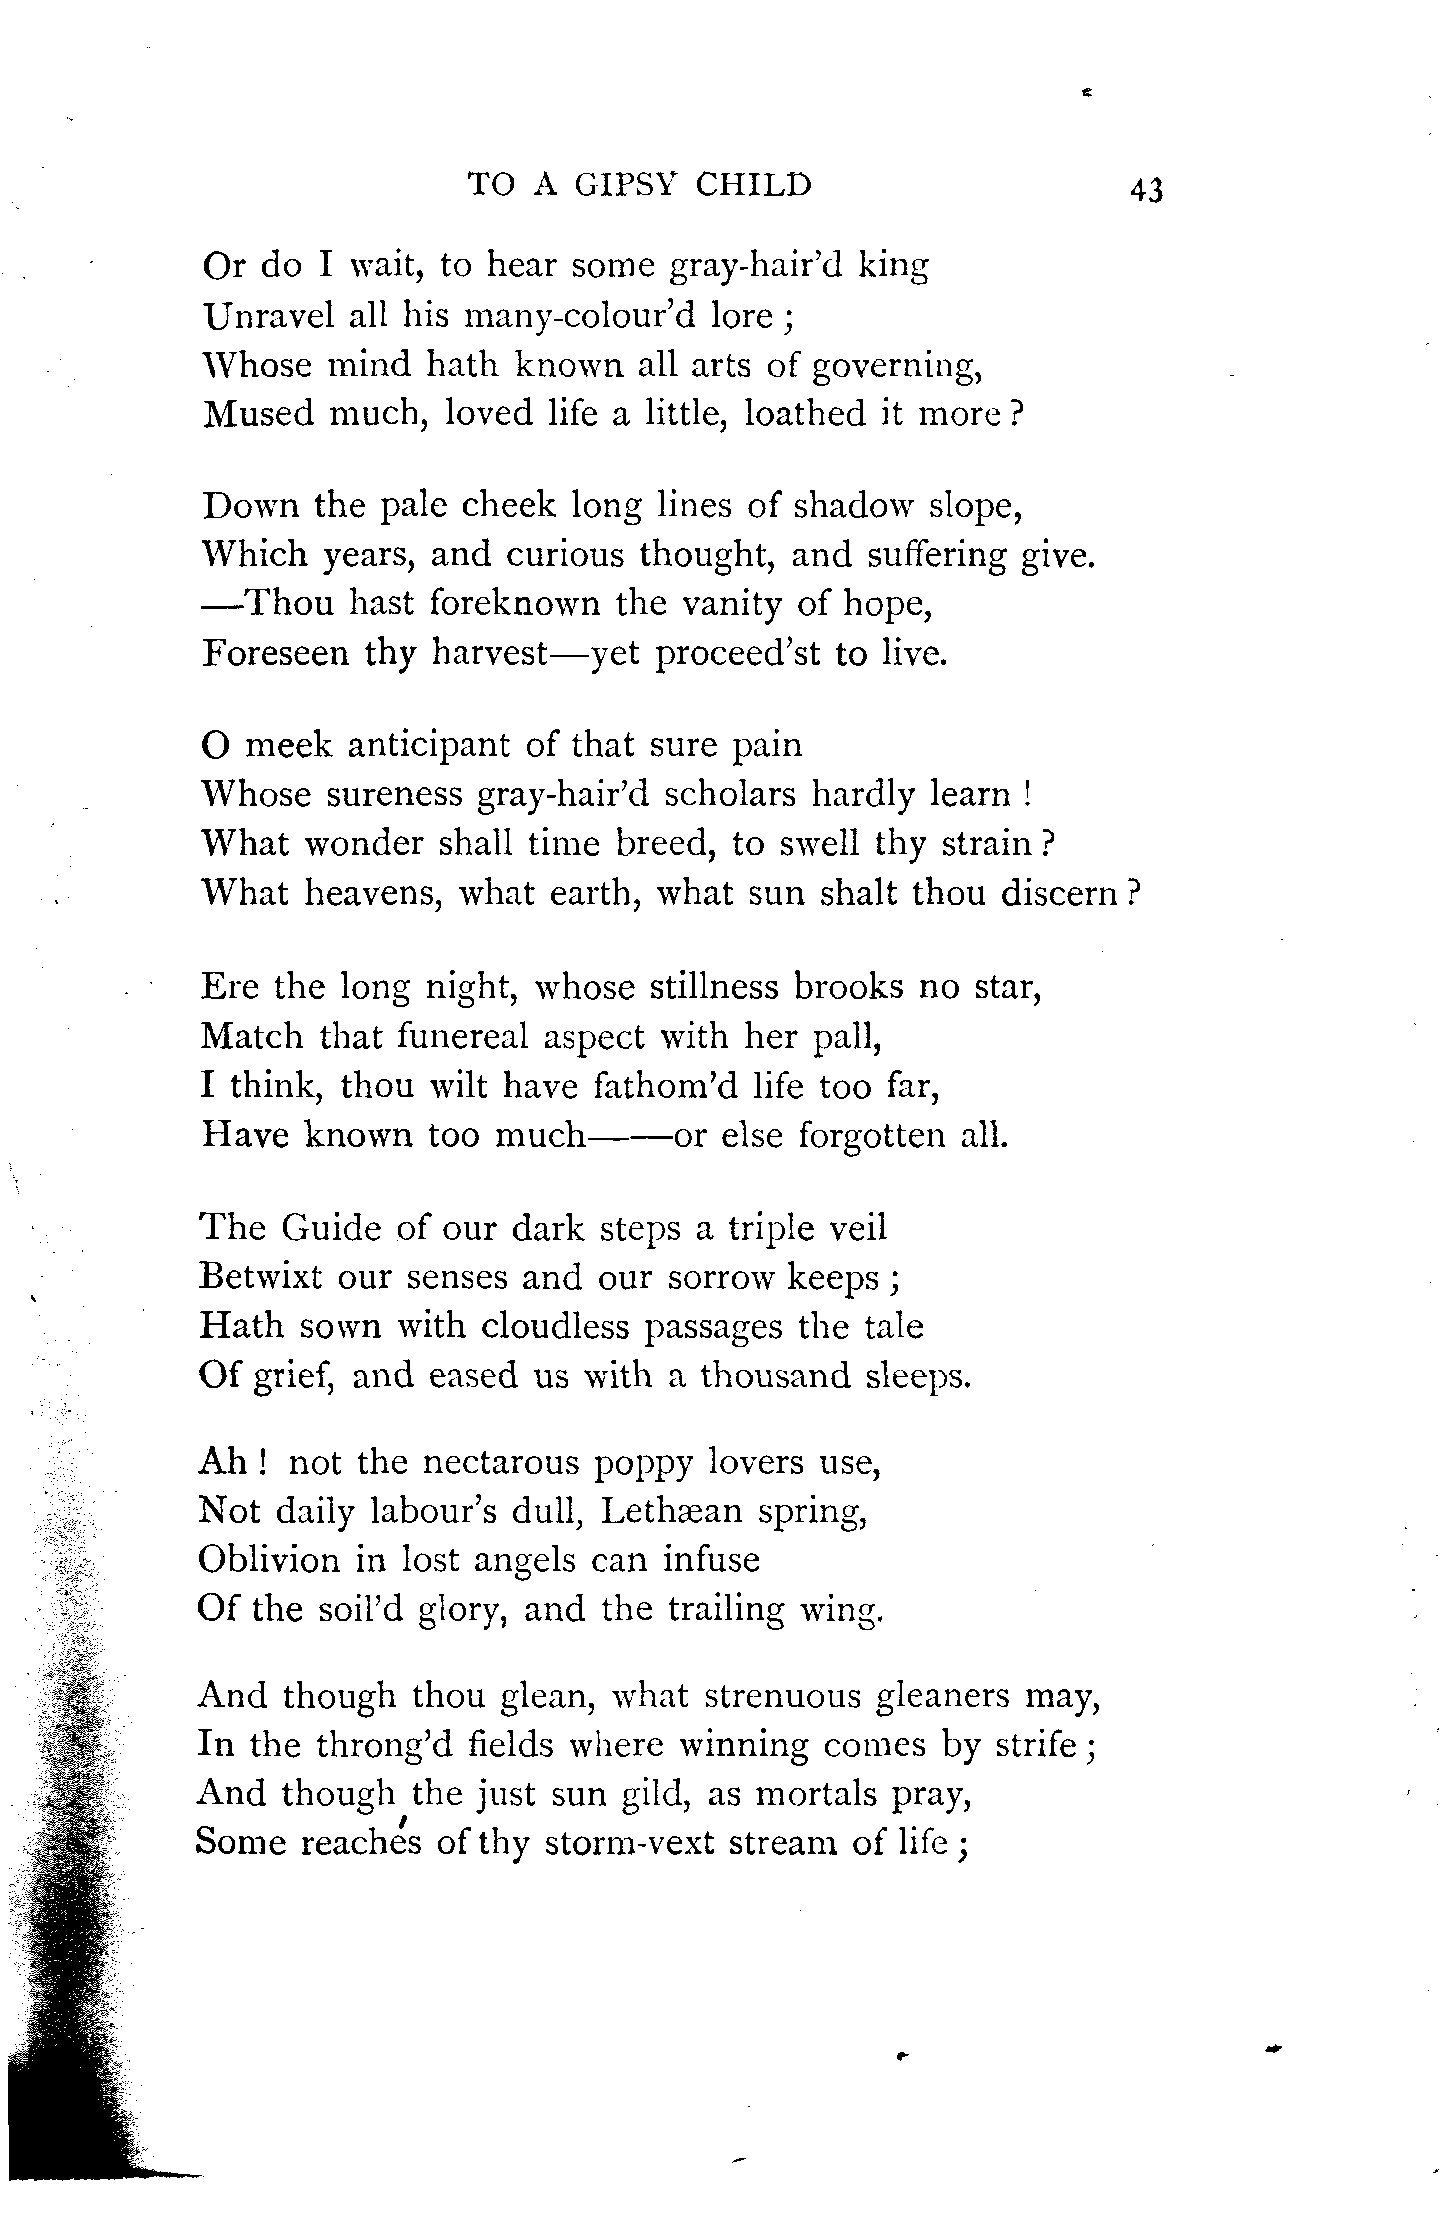 TO A GIPSY CHILD 43
Or do I wait, to hear some gray-hair'd king
Unravel all his many-colour'd lore ;
Whose mind hath known all arts of governing,
Mused much, loved life a little, loathed it more ?
Down the pale cheek long lines of shadow slope,
Which years, and curious thought, and suffering give.
—Thou hast foreknown the vanity of hope,
Foreseen thy harvest—yet proceed'st to live.
O meek anticipant of that sure pain
Whose sureness gray-hair'd scholars hardly learn !
What wonder shall time breed, to swell thy strain ?
What heavens, what earth, what sun shalt thou discern ?
Ere the long night, whose stillness brooks no star,
Match that funereal aspect with her pall,
I think, thou wilt have fathom'd life too far,
Have known too much——or else forgotten all.
The Guide of our dark steps a triple veil
Betwixt our senses and our sorrow keeps ;
Hath sown with cloudless passages the tale
Of grief, and eased us with a thousand sleeps.
Ah ! not the nectarous poppy lovers use,
Not daily labour's dull, Lethæan spring,
Oblivion in lost angels can infuse
Of the soil'd glory, and the trailing wing.
And though thou glean, what strenuous gleaners may,
In the throng'd fields where winning comes by strife ;
And though the just sun gild, as mortals pray,
Some reaches of thy storm-vext stream of life ;